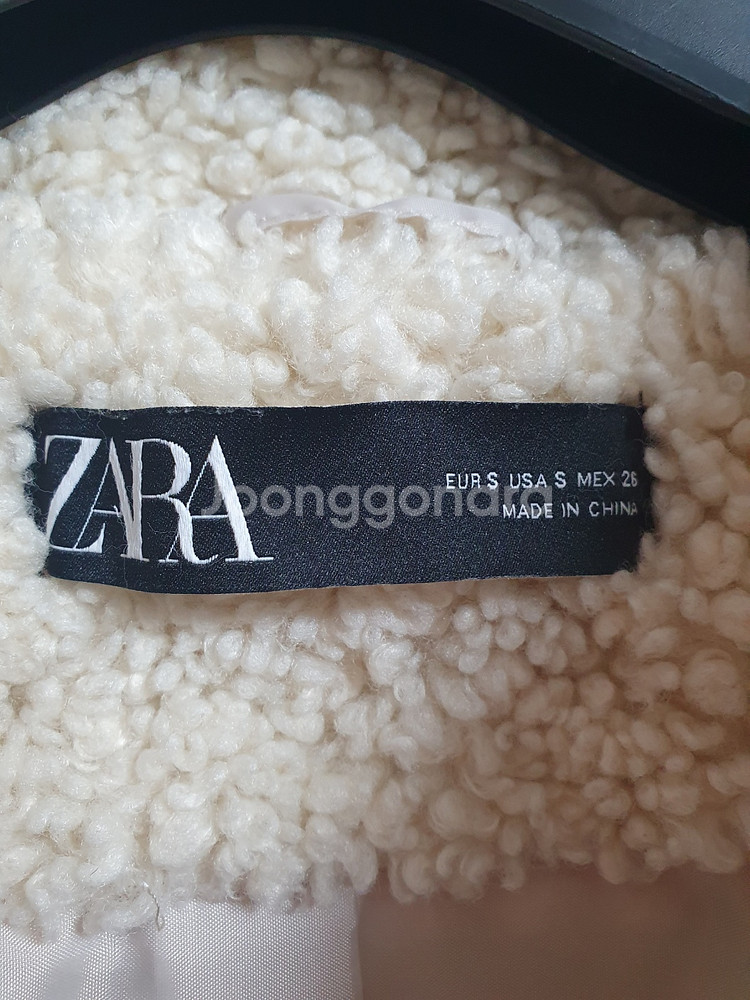 ZARA
EUR S USA S MEX 26
MADE IN CHINA
Joonggonara